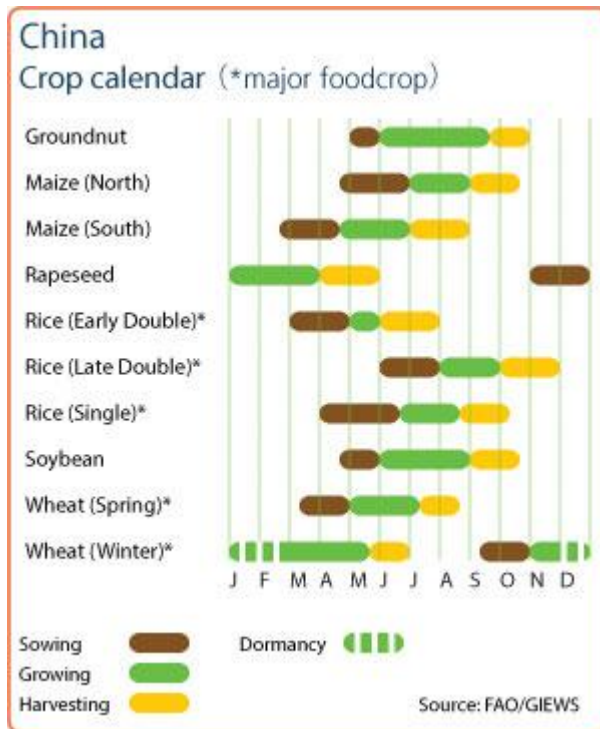 China
Crop calendar (*major foodcrop)
Groundnut
Maize (North)
Maize (South)
Rapeseed
Rice (Early Double)*
Rice (Late Double)*
Rice (Single)*
Soybean
Wheat (Spring)*
Wheat (Winter)*
J F M A M J J A S O N D
Sowing Dormancy
Growing
Harvesting Source: FAO/GIEWS